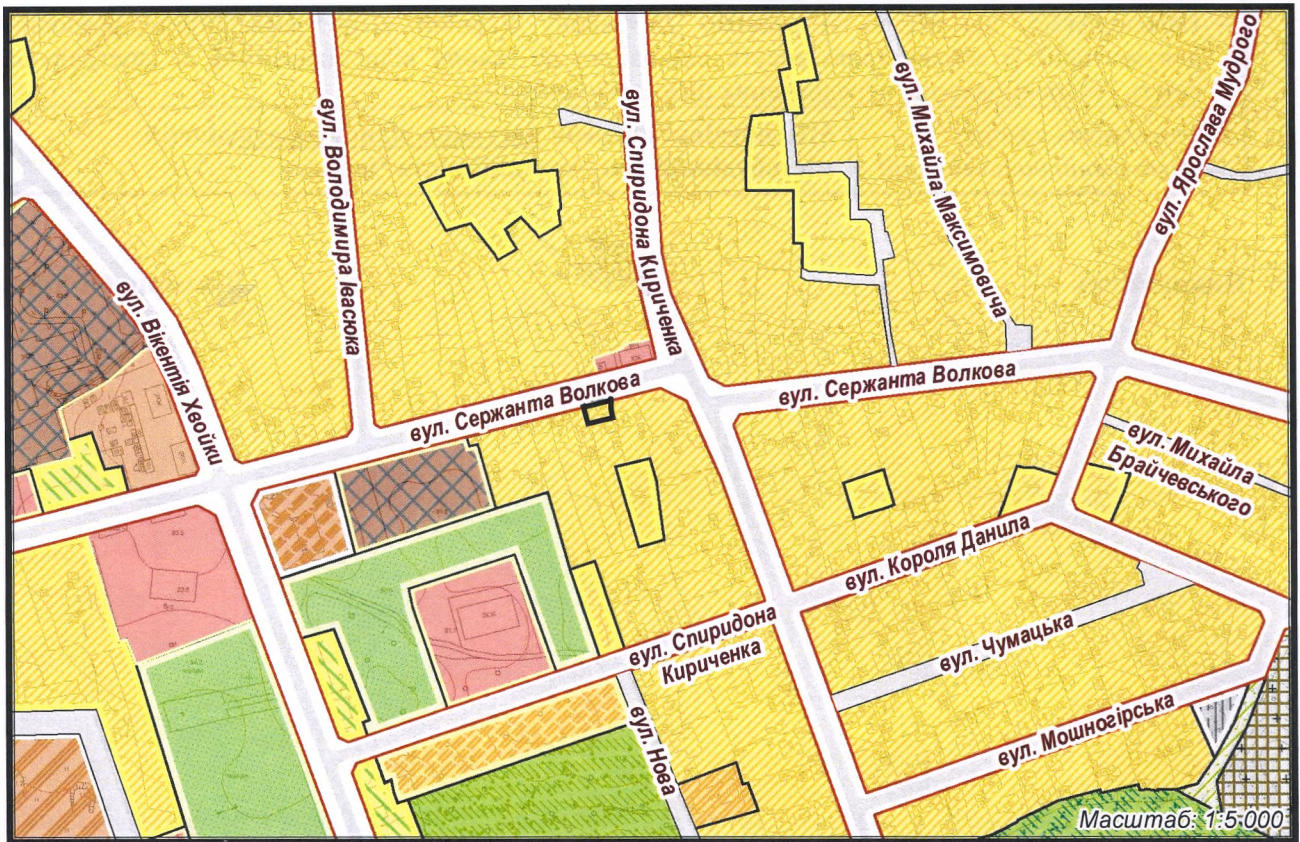 вул. Ярослава Мудрого
вул. Михайла Максимовича
вул. Володимира Івасюка
вул. Спиридона Кириченка
вул. Вікентія Хвойки
вул. Сержанта Волкова
вул. Сержанта Волкова
вул. Михайла
Брайчевського
вул. Короля Данила
вул. Спиридона
Кириченка
вул. Чумацька
вул. Нова
вул. Мошногірська
Масштаб: 1:5 000